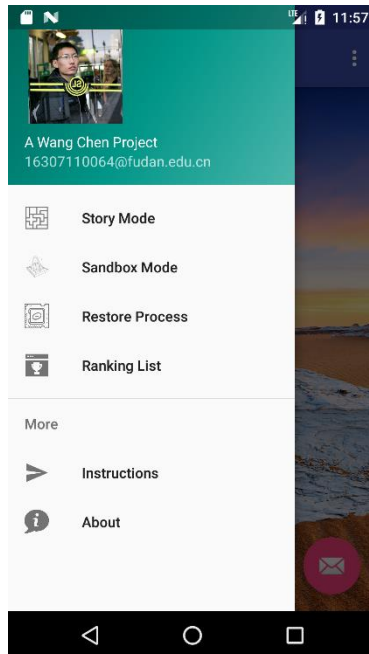 LTE 11:57
A Wang Chen Project
16307110064@fudan.edu.cn
Story Mode
Sandbox Mode
Restore Process
Ranking List
More
Instructions
About